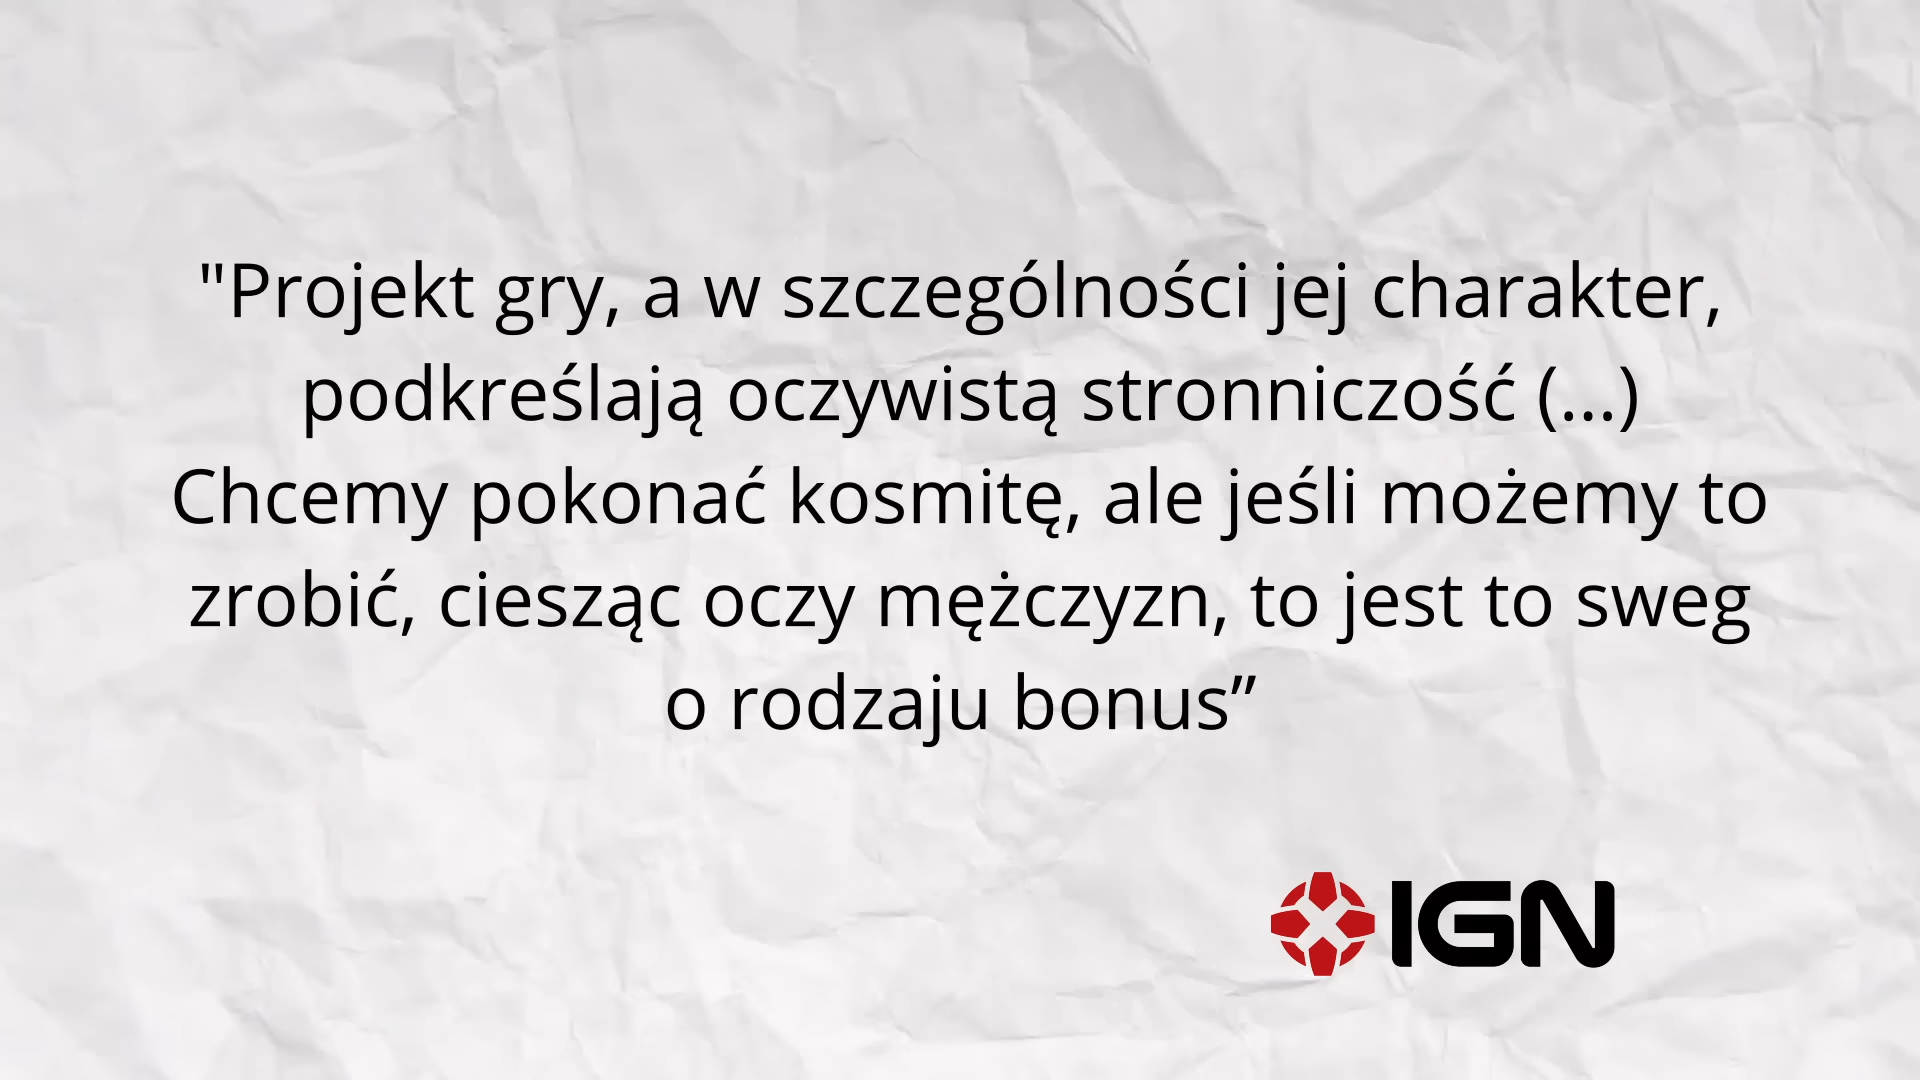 "Projekt gry, a w szczególności jej charakter,
podkreślają oczywistą stronniczość (...)
Chcemy pokonać kosmitę, ale jeśli możemy to
zrobić, ciesząc oczy mężczyzn, to jest to sweg
o rodzaju bonus”
IGN